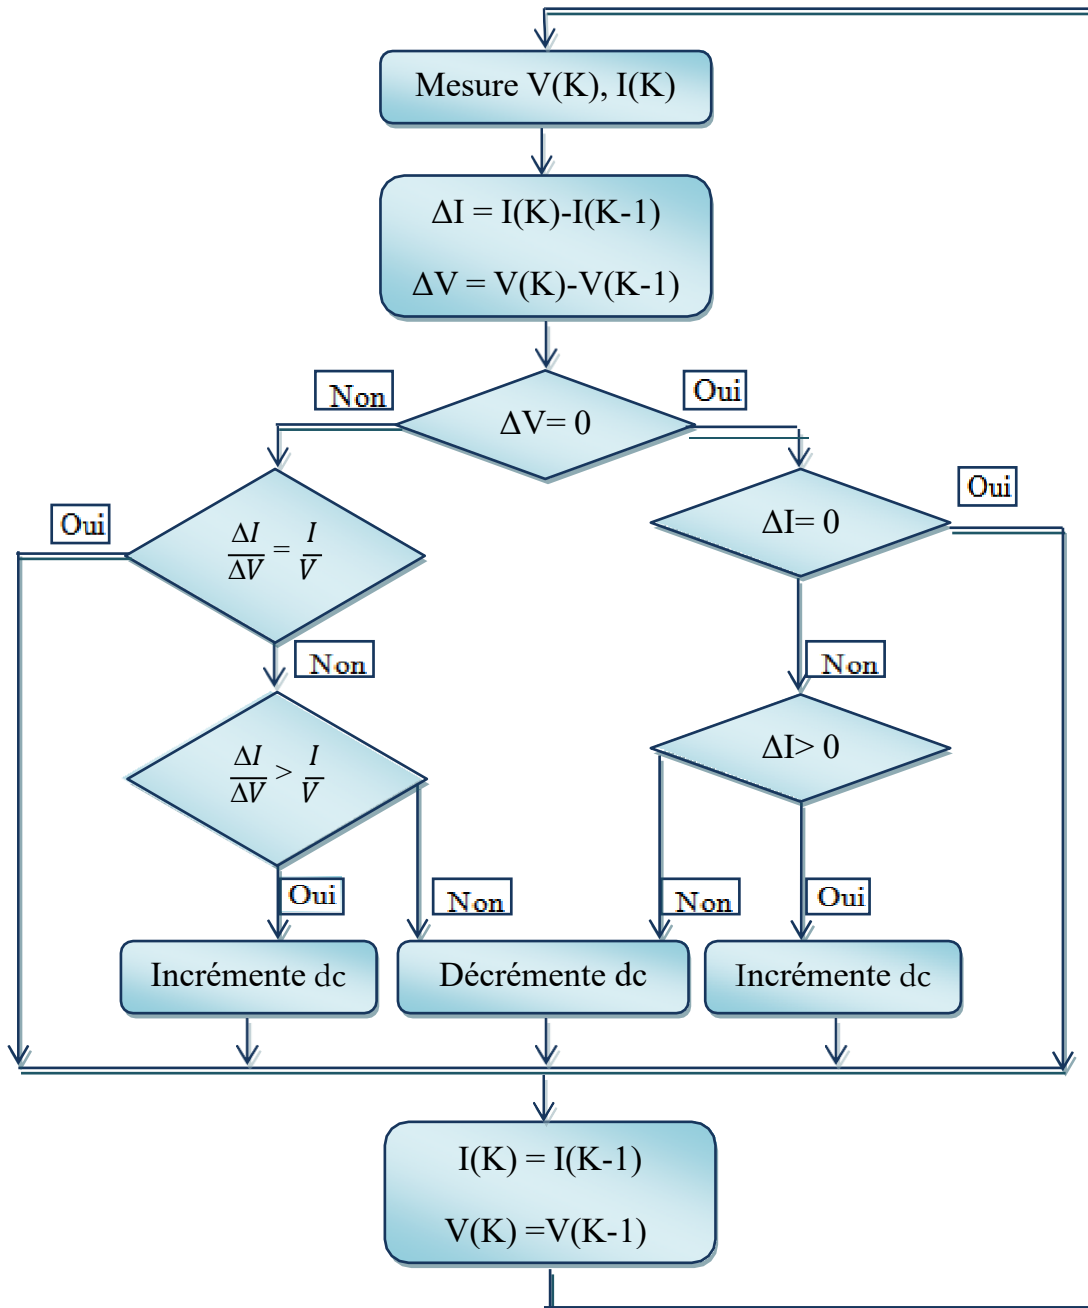 Mesure V(K), I(K)
ΔI = I(K)-I(K-1)
ΔV = V(K)-V(K-1)
Non
ΔV= 0
Oui
Oui
ΔI/ΔV = I/V
ΔI= 0
Oui
Non
Non
ΔI/ΔV > I/V
ΔI> 0
Oui
Non
Non
Oui
Incrémente dc
Décrémente dc
Incrémente dc
I(K) = I(K-1)
V(K) =V(K-1)